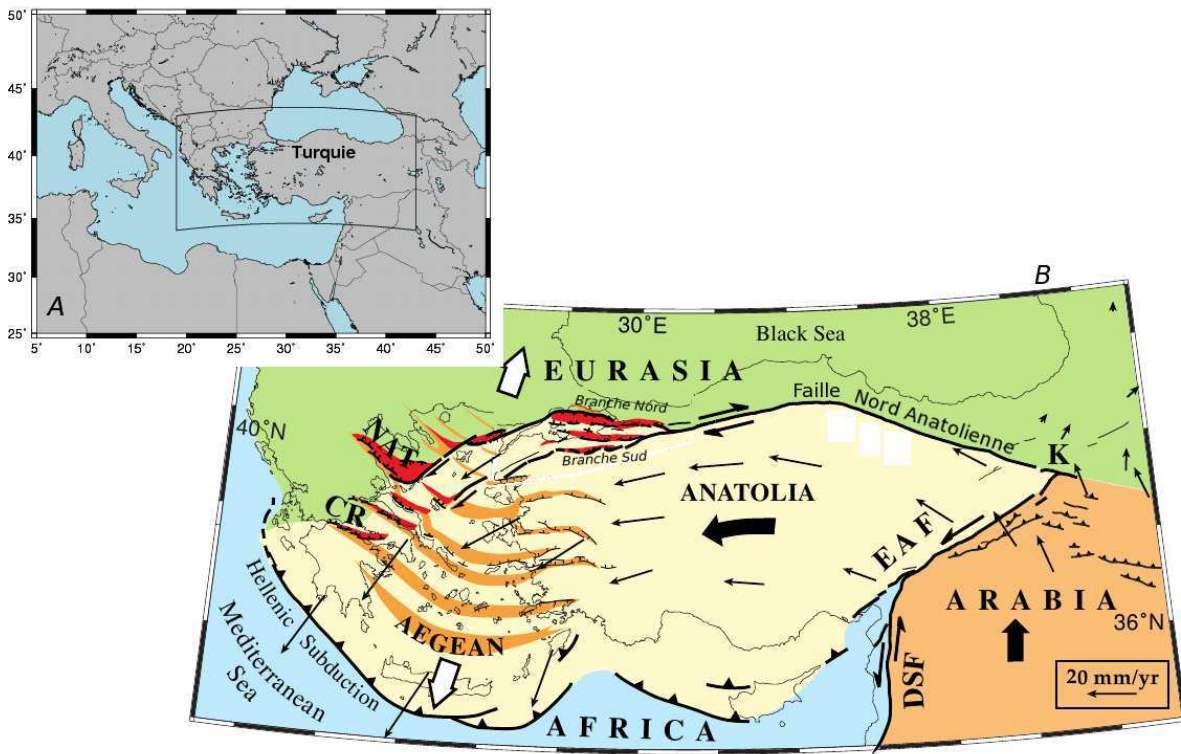 50°
45°
40°
35°
30°
25°
5° 10° 15° 20° 25° 30° 35° 40° 45° 50°
Turquie
A
B
30°E
38°E
Black Sea
EURASIA
Branche Nord
Faille Nord Anatolienne
40°N
NAT
Branche Sud
K
ANATOLIA
CR
EAF
ARABIA
36°N
Hellenic Subduction
Mediterranean
Sea
AEGEAN
DSF
20 mm/yr
AFRICA